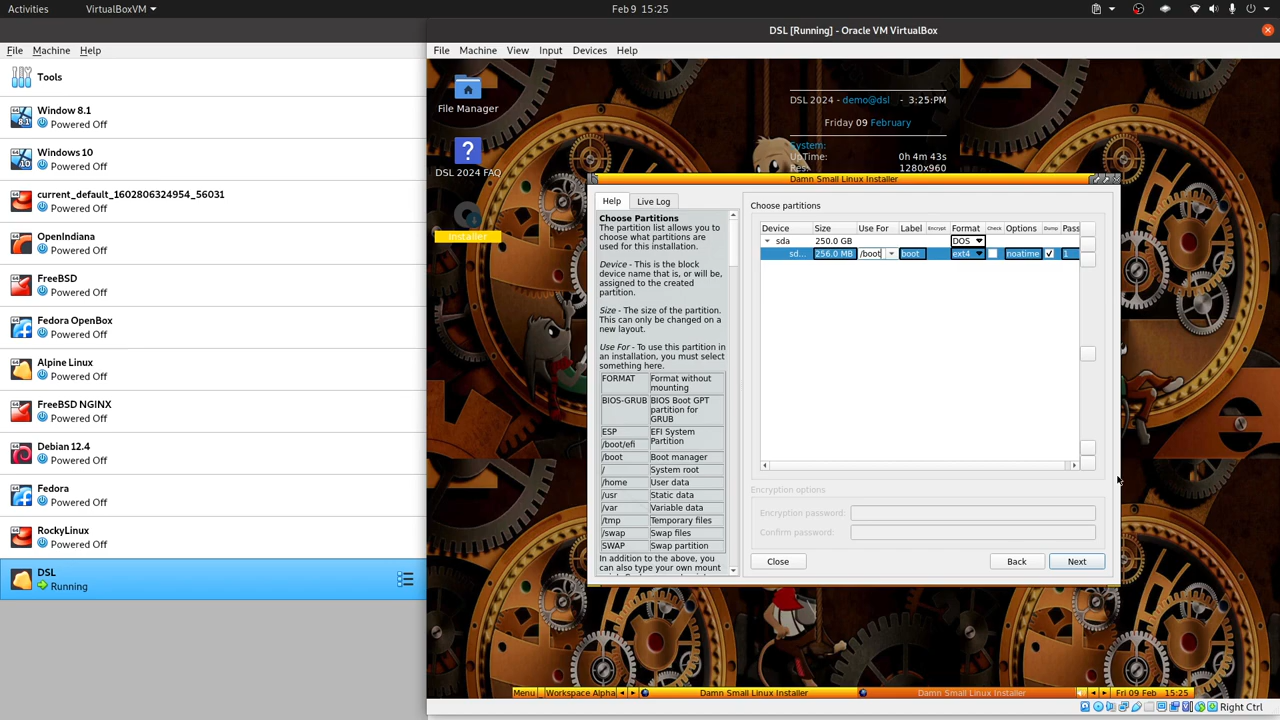 Activities VirtualBoxVM Feb 9 15:25
File Machine Help
Tools
Window 8.1
Powered Off
Windows 10
Powered Off
current_default_1602806324954_56031
Powered Off
OpenIndiana
Powered Off
FreeBSD
Powered Off
Fedora OpenBox
Powered Off
Alpine Linux
Powered Off
FreeBSD NGINX
Powered Off
Debian 12.4
Powered Off
Fedora
Powered Off
RockyLinux
Powered Off
DSL
Running
DSL [Running] - Oracle VM VirtualBox
File Machine View Input Devices Help
File Manager
DSL 2024 FAQ
Installer
DSL 2024 - demo@dsl - 3:25:PM
Friday 09 February
System:
UpTime: 0h 4m 43s
Res: 1280x960
Damn Small Linux Installer
Help Live Log
Choose Partitions
The partition list allows you to
choose what partitions are
used for this installation.
Device - This is the block
device name that is, or will be,
assigned to the created
partition.
Size - The size of the partition.
This can only be changed on a
new layout.
Use For - To use this partition in
an installation, you must select
something here.
FORMAT Format without
mounting
BIOS-GRUB BIOS Boot GPT
partition for
GRUB
ESP EFI System
/boot/efi Partition
/boot Boot manager
/ System root
/home User data
/usr Static data
/var Variable data
/tmp Temporary files
/swap Swap files
SWAP Swap partition
In addition to the above, you
can also type your own mount
Choose partitions
Device Size Use For Label Encrypt Format Check Options Dump Pass
sda 250.0 GB DOS
sd... 256.0 MB /boot boot ext4 noatime 1
Encryption options
Encryption password:
Confirm password:
Close Back Next
Menu Workspace Alpha Damn Small Linux Installer Damn Small Linux Installer Fri 09 Feb 15:25
Right Ctrl